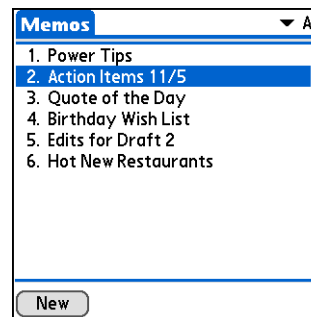 Memos
1. Power Tips
2. Action Items 11/5
3. Quote of the Day
4. Birthday Wish List
5. Edits for Draft 2
6. Hot New Restaurants
New